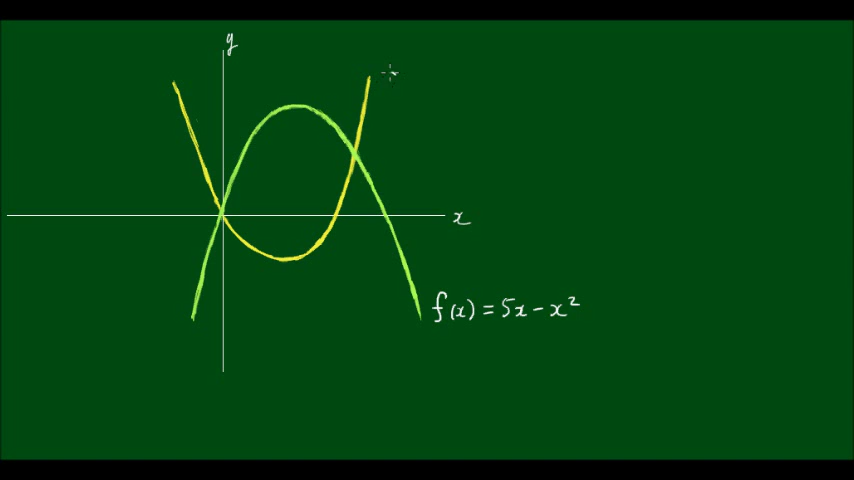 y
x
f(x) = 5x - x²